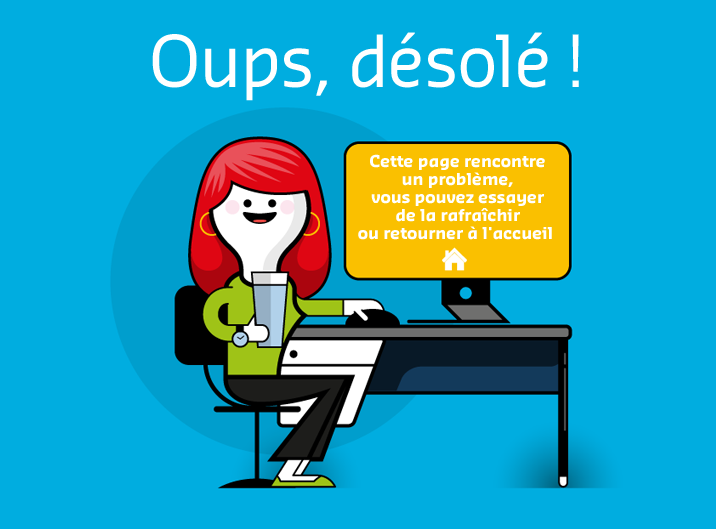 Oups, désolé !
Cette page rencontre
un problème,
vous pouvez essayer
de la rafraîchir
ou retourner à l'accueil